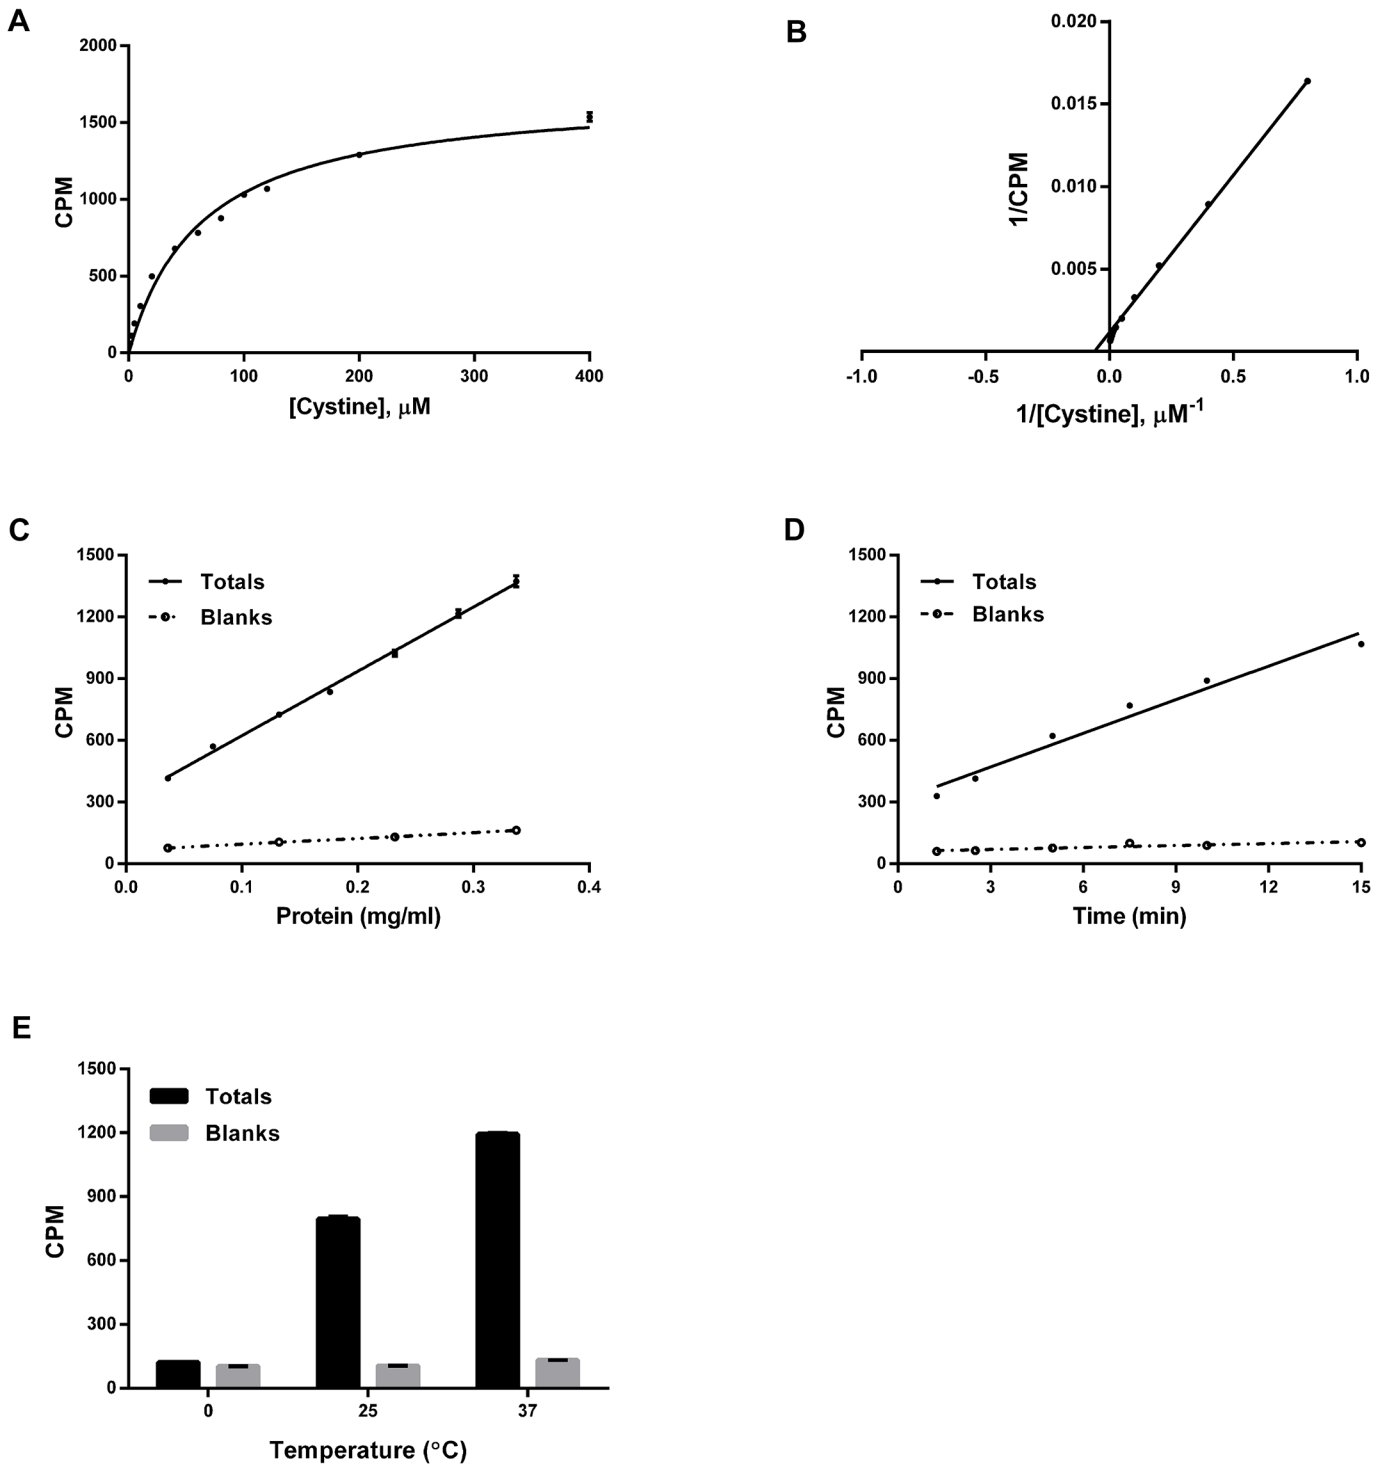 A
2000
1500
1000
500
0
0 100 200 300 400
CPM
[Cystine], μM
B
0.020
0.015
0.010
0.005
-1.0 -0.5 0.0 0.5 1.0
1/CPM
1/[Cystine], μM-1
C
1500
1200
900
600
300
0
0.0 0.1 0.2 0.3 0.4
CPM
Protein (mg/ml)
Totals
Blanks
D
1500
1200
900
600
300
0
0 3 6 9 12 15
CPM
Time (min)
Totals
Blanks
E
1500
1200
900
600
300
0
0 25 37
CPM
Temperature (°C)
Totals
Blanks